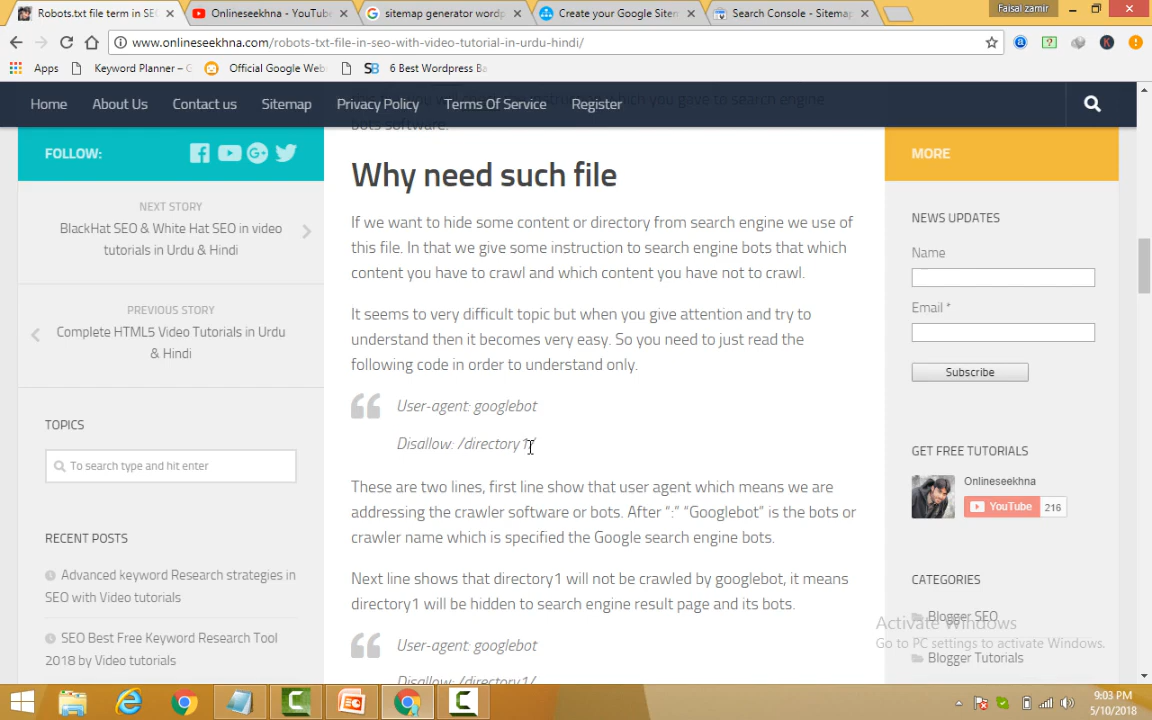 Robots.txt file term in SE
Onlineseekhna - YouTube
sitemap generator wordp
Create your Google Sitem
Search Console - Sitemap
Faisal zamir
www.onlineseekhna.com/robots-txt-file-in-seo-with-video-tutorial-in-urdu-hindi/
Apps
Keyword Planner – G
Official Google Web
6 Best Wordpress Ba
Home
About Us
Contact us
Sitemap
Privacy Policy
Terms Of Service
Register
bots software.
FOLLOW:
NEXT STORY
BlackHat SEO & White Hat SEO in video
tutorials in Urdu & Hindi
PREVIOUS STORY
Complete HTML5 Video Tutorials in Urdu
& Hindi
TOPICS
To search type and hit enter
RECENT POSTS
Advanced keyword Research strategies in
SEO with Video tutorials
SEO Best Free Keyword Research Tool
2018 by Video tutorials
Why need such file
If we want to hide some content or directory from search engine we use of
this file. In that we give some instruction to search engine bots that which
content you have to crawl and which content you have not to crawl.
It seems to very difficult topic but when you give attention and try to
understand then it becomes very easy. So you need to just read the
following code in order to understand only.
User-agent: googlebot
Disallow: /directory1/
These are two lines, first line show that user agent which means we are
addressing the crawler software or bots. After “:” “Googlebot” is the bots or
crawler name which is specified the Google search engine bots.
Next line shows that directory1 will not be crawled by googlebot, it means
directory1 will be hidden to search engine result page and its bots.
User-agent: googlebot
Disallow: /directory1/
MORE
NEWS UPDATES
Name
Email *
Subscribe
GET FREE TUTORIALS
Onlineseekhna
YouTube
216
CATEGORIES
Blogger SEO
Blogger Tutorials
Activate Windows
Go to PC settings to activate Windows.
9:03 PM
5/10/2018